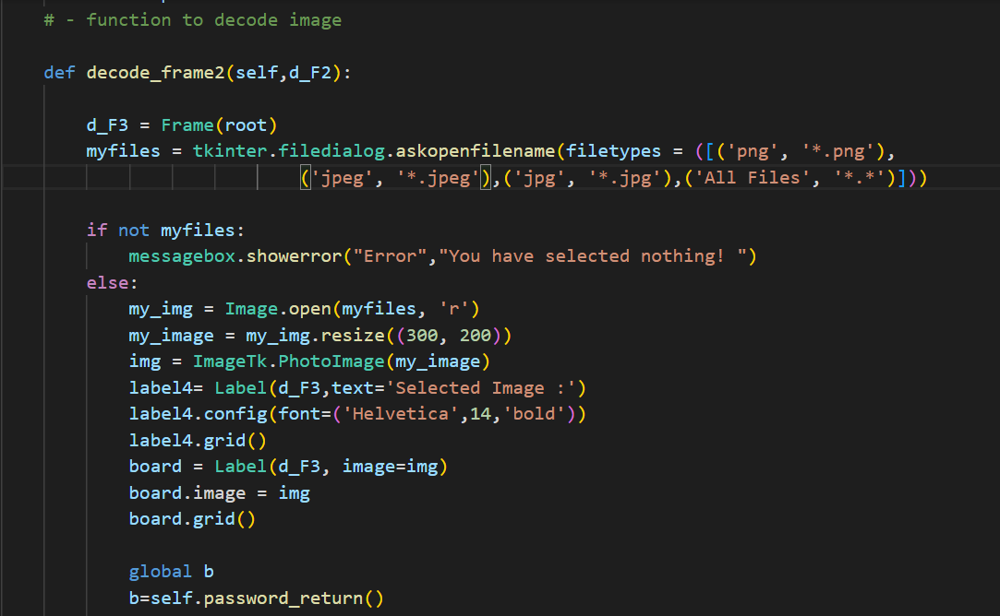 # - function to decode image
def decode_frame2(self,d_F2):
d_F3 = Frame(root)
myfiles = tkinter.filedialog.askopenfilename(filetypes = ([('png', '*.png'),
('jpeg', '*.jpeg'),('jpg', '*.jpg'),('All Files', '*.*')]))
if not myfiles:
messagebox.showerror("Error","You have selected nothing! ")
else:
my_img = Image.open(myfiles, 'r')
my_image = my_img.resize((300, 200))
img = ImageTk.PhotoImage(my_image)
label4= Label(d_F3,text='Selected Image :')
label4.config(font=('Helvetica',14,'bold'))
label4.grid()
board = Label(d_F3, image=img)
board.image = img
board.grid()
global b
b=self.password_return()